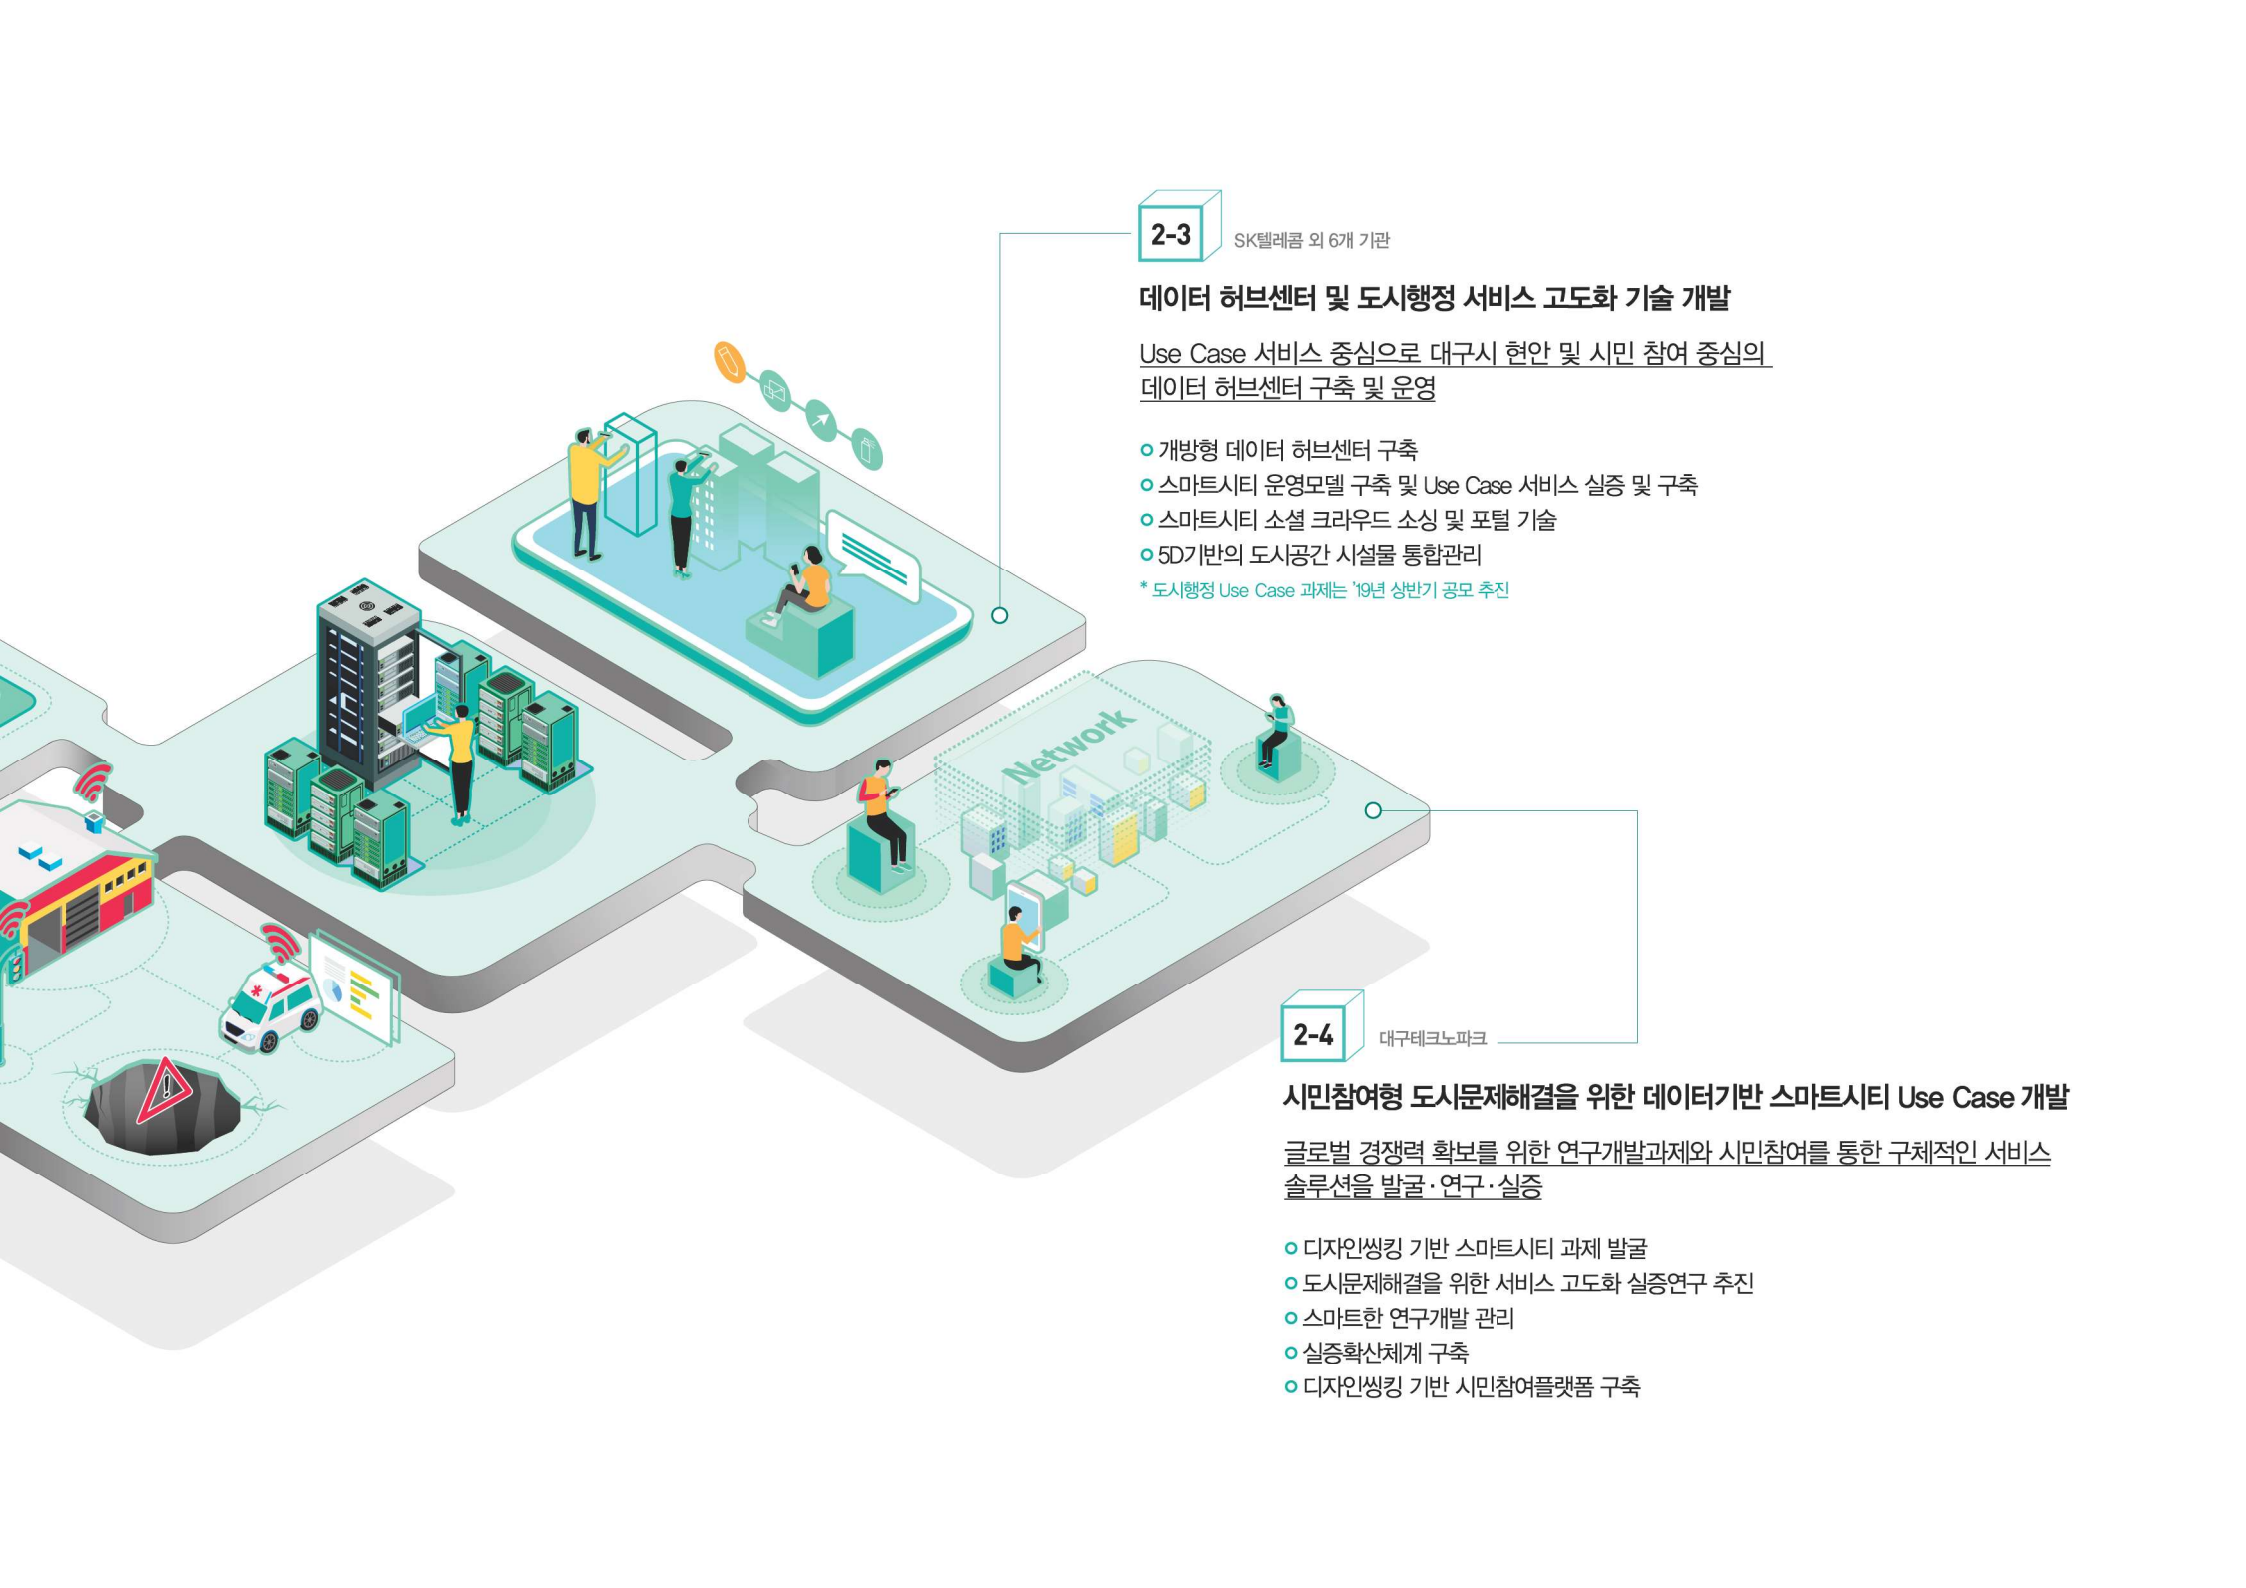 2-3
SK텔레콤 외 6개 기관
데이터 허브센터 및 도시행정 서비스 고도화 기술 개발
Use Case 서비스 중심으로 대구시 현안 및 시민 참여 중심의
데이터 허브센터 구축 및 운영
개방형 데이터 허브센터 구축
스마트시티 운영모델 구축 및 Use Case 서비스 실증 및 구축
스마트시티 소셜 크라우드 소싱 및 포털 기술
5D기반의 도시공간 시설물 통합관리
* 도시행정 Use Case 과제는 '19년 상반기 공모 추진
Network
2-4
대구테크노파크
시민참여형 도시문제해결을 위한 데이터기반 스마트시티 Use Case 개발
글로벌 경쟁력 확보를 위한 연구개발과제와 시민참여를 통한 구체적인 서비스
솔루션을 발굴·연구·실증
디자인씽킹 기반 스마트시티 과제 발굴
도시문제해결을 위한 서비스 고도화 실증연구 추진
스마트한 연구개발 관리
실증확산체계 구축
디자인씽킹 기반 시민참여플랫폼 구축